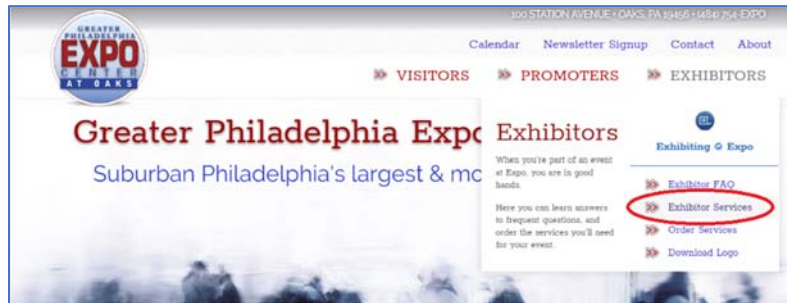 100 STATION AVENUE • OAKS, PA 19456 • (484) 754-EXPO
GREATER
PHILADELPHIA
EXPO
CENTER
AT OAKS
Calendar Newsletter Signup Contact About
VISITORS PROMOTERS EXHIBITORS
Greater Philadelphia Expo
Suburban Philadelphia's largest & mo
Exhibitors
When you're part of an event
at Expo, you are in good
hands.
Here you can learn answers
to frequent questions, and
order the services you'll need
for your event.
Exhibiting @ Expo
Exhibitor FAQ
Exhibitor Services
Order Services
Download Logo